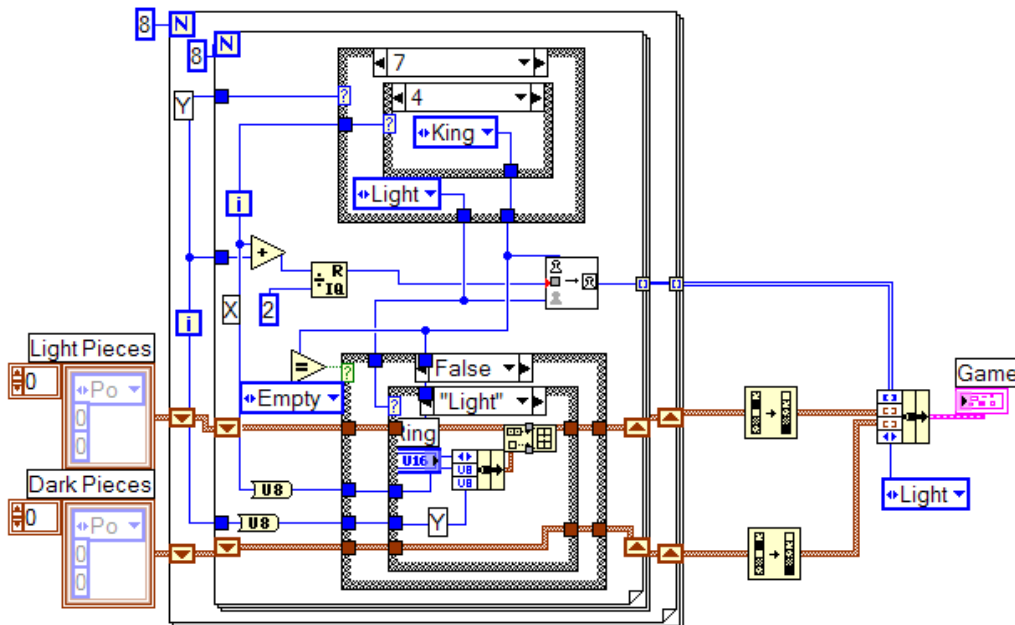 8 N
8 N
7
Y
4
?
?
King
Light
i
+
R
IQ
X
2
i
Light Pieces
=
?
False
Game
0
Po
Empty
"Light"
0
?
0
U16
U8
Light
Dark Pieces
U8
U8
0
Po
U8
Y
0
0